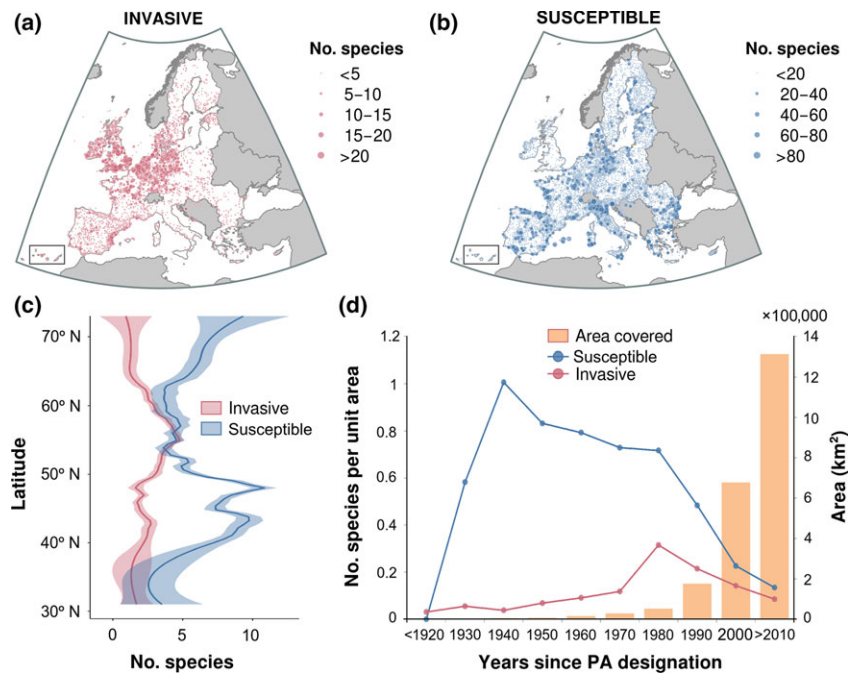 (a)
INVASIVE
No. species
<5
5–10
10–15
15–20
>20
(b)
SUSCEPTIBLE
No. species
<20
20–40
40–60
60–80
>80
(c)
70° N
60° N
50° N
40° N
30° N
Latitude
Invasive
Susceptible
0 5 10
No. species
(d)
×100,000
Area covered
Susceptible
Invasive
1.2
1
0.8
0.6
0.4
0.2
0
No. species per unit area
14
12
10
8
6
4
2
0
Area (km²)
<1920 1930 1940 1950 1960 1970 1980 1990 2000 >2010
Years since PA designation